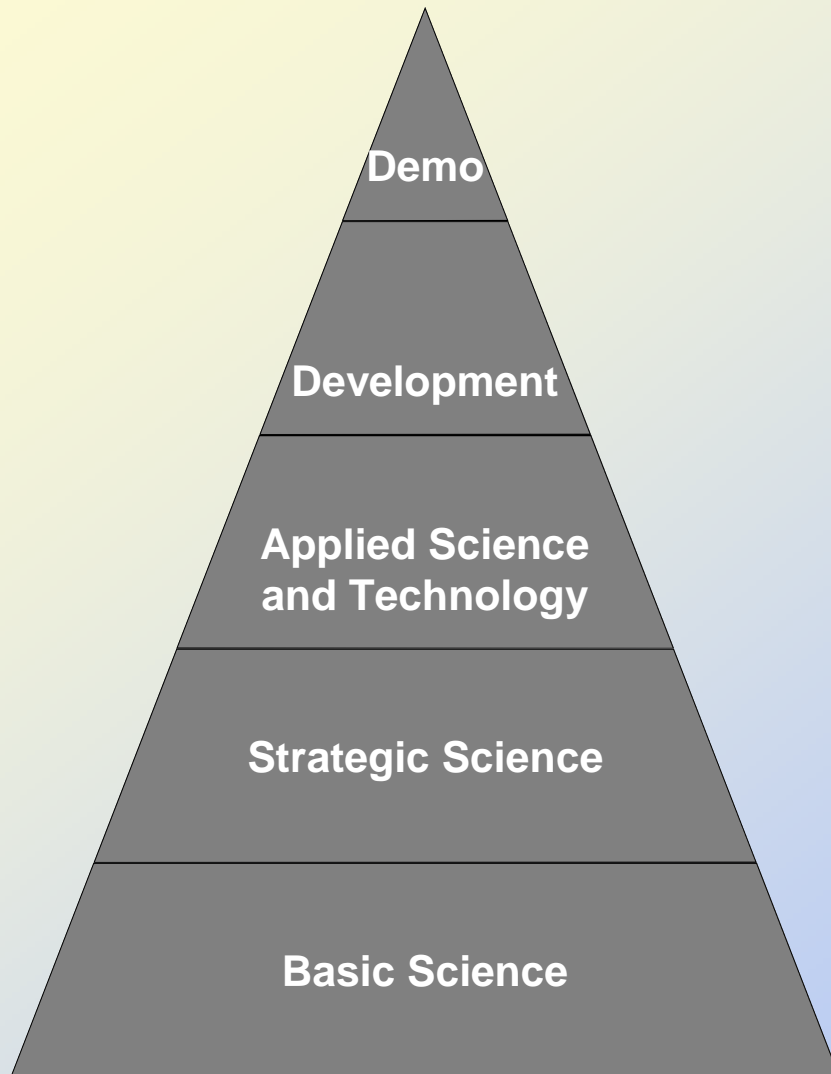 Demo
Development
Applied Science
and Technology
Strategic Science
Basic Science